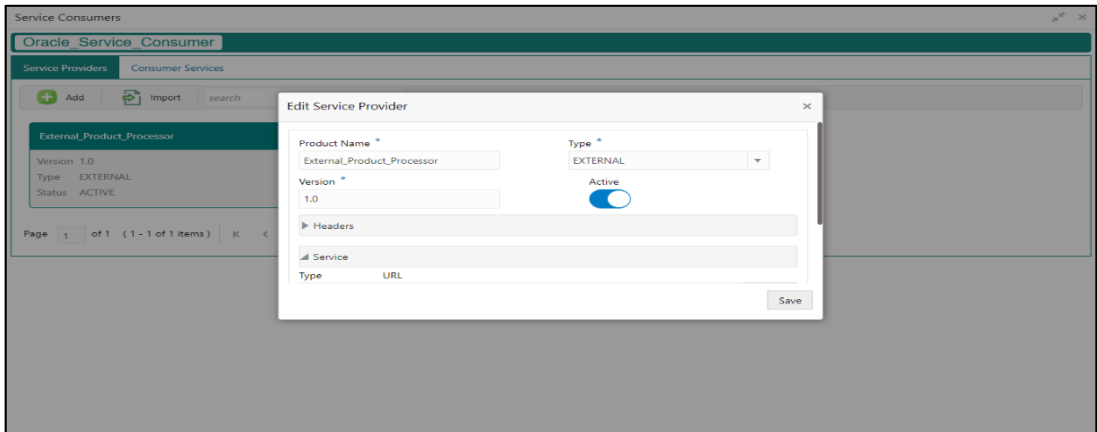 Service Consumers
Oracle_Service_Consumer
Service Providers Consumer Services
Add Import search
External_Product_Processor
Version 1.0
Type EXTERNAL
Status ACTIVE
Page 1 of 1 (1 - 1 of 1 items) K <
Edit Service Provider ×
Product Name * Type *
External_Product_Processor EXTERNAL
Version * Active
1.0
Headers
Service
Type URL
Save